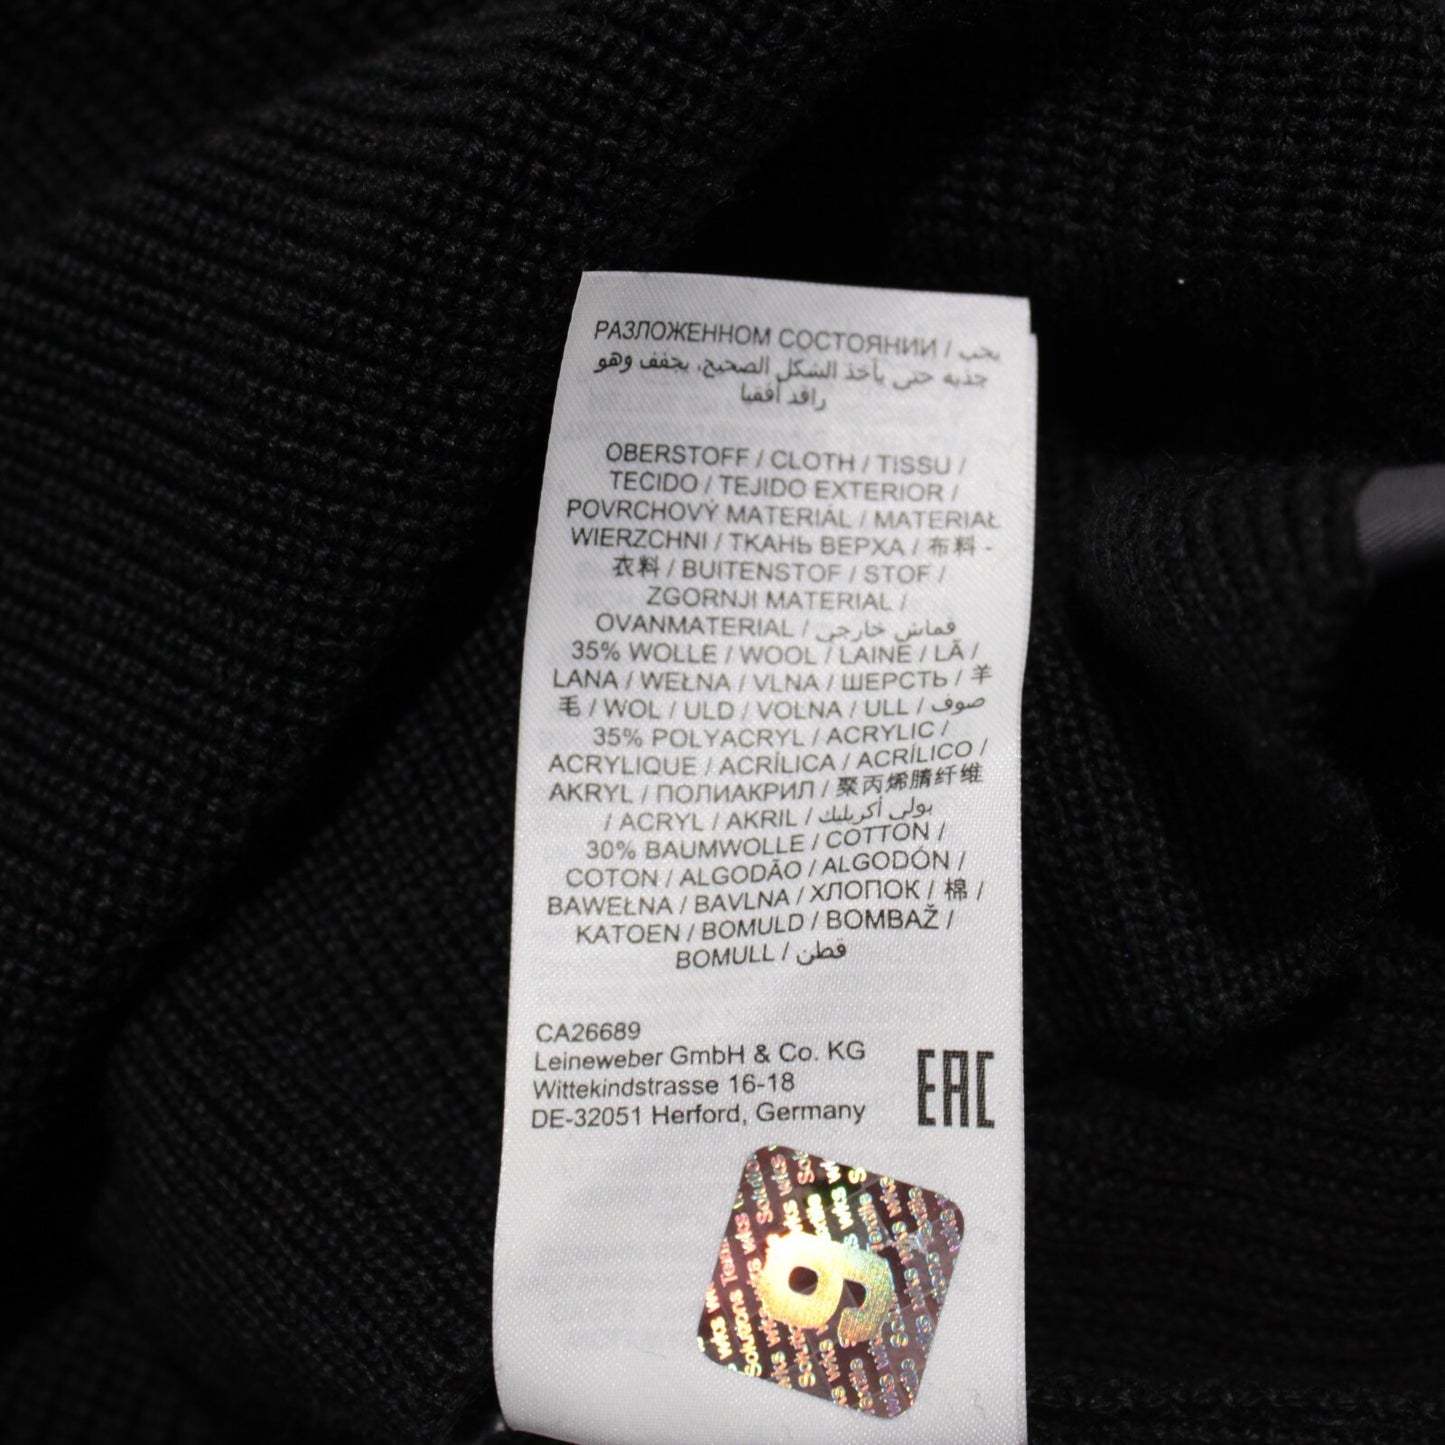 РАЗЛОЖЕННОМ СОСТОЯНИИ / يجب
جذبه حتى يأخذ الشكل الصحيح، يجفف وهو
راقد أفقيا
OBERSTOFF / CLOTH / TISSU /
TECIDO / TEJIDO EXTERIOR /
POVRCHOVÝ MATERIÁL / MATERIAŁ
WIERZCHNI / ТКАНЬ ВЕРХА / 布料 -
衣料 / BUITENSTOF / STOF /
ZGORNJI MATERIAL /
OVANMATERIAL / قماش خارجي
35% WOLLE / WOOL / LAINE / LÃ /
LANA / WEŁNA / VLNA / ШЕРСТЬ / 羊
毛 / WOL / ULD / VOLNA / ULL / صوف
35% POLYACRYL / ACRYLIC /
ACRYLIQUE / ACRÍLICA / ACRÍLICO /
AKRYL / ПОЛИАКРИЛ / 聚丙烯腈纤维
/ ACRYL / AKRIL / بولى أكريليك
30% BAUMWOLLE / COTTON /
COTON / ALGODÃO / ALGODÓN /
BAWEŁNA / BAVLNA / ХЛОПОК / 棉 /
KATOEN / BOMULD / BOMBAŽ /
BOMULL / قطن
CA26689
Leineweber GmbH & Co. KG
Wittekindstrasse 16-18
DE-32051 Herford, Germany
EAC